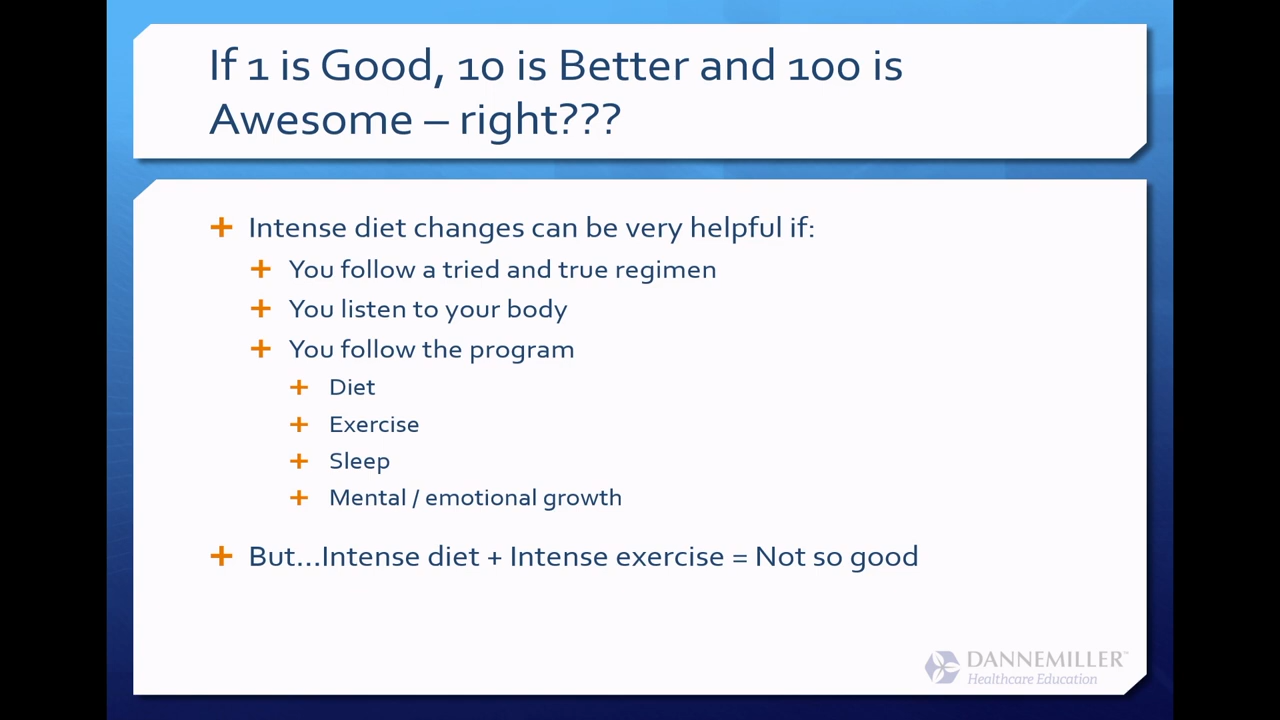 If 1 is Good, 10 is Better and 100 is
Awesome – right???
Intense diet changes can be very helpful if:
You follow a tried and true regimen
You listen to your body
You follow the program
Diet
Exercise
Sleep
Mental / emotional growth
But...Intense diet + Intense exercise = Not so good
DANNEMILLER™
Healthcare Education